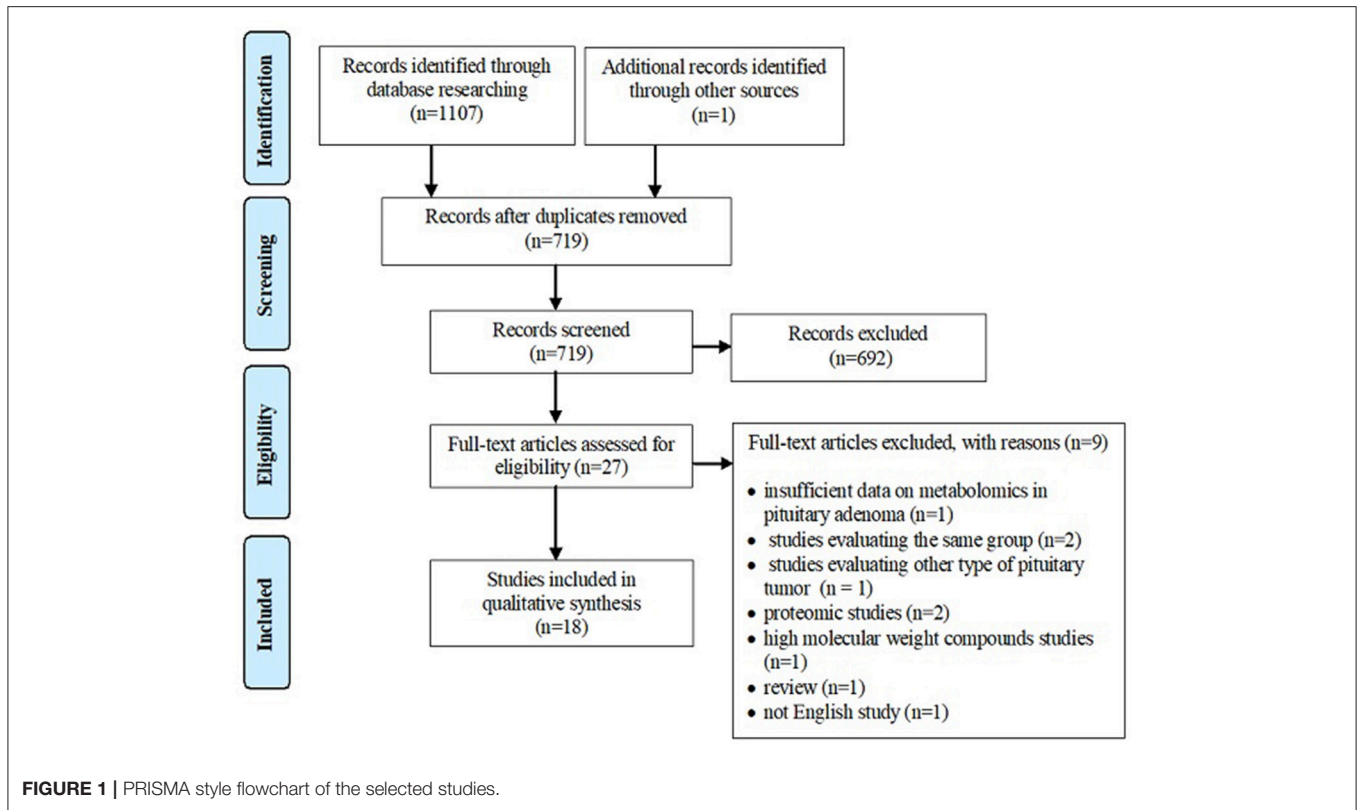 Identification
Records identified through
database researching
(n=1107)
Additional records identified
through other sources
(n=1)
Screening
Records after duplicates removed
(n=719)
Records screened
(n=719)
Records excluded
(n=692)
Eligibility
Full-text articles assessed for
eligibility (n=27)
Full-text articles excluded, with reasons (n=9)
• insufficient data on metabolomics in
pituitary adenoma (n=1)
• studies evaluating the same group (n=2)
• studies evaluating other type of pituitary
tumor (n = 1)
• proteomic studies (n=2)
• high molecular weight compounds studies
(n=1)
• review (n=1)
• not English study (n=1)
Included
Studies included in
qualitative synthesis
(n=18)
FIGURE 1 | PRISMA style flowchart of the selected studies.